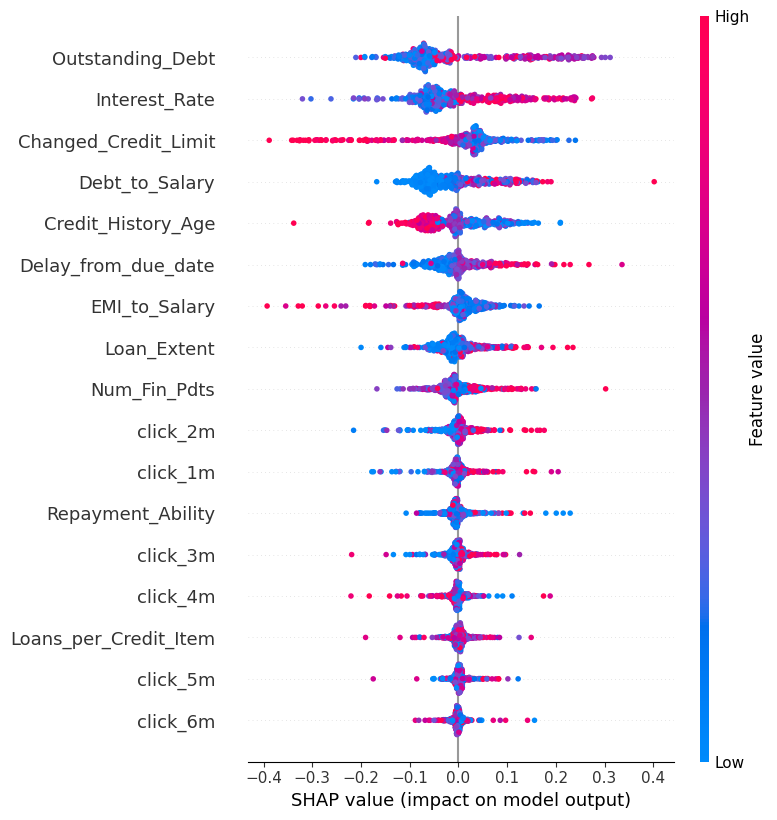 High
Outstanding_Debt
Interest_Rate
Changed_Credit_Limit
Debt_to_Salary
Credit_History_Age
Delay_from_due_date
EMI_to_Salary
Loan_Extent
Num_Fin_Pdts
click_2m
click_1m
Repayment_Ability
click_3m
click_4m
Loans_per_Credit_Item
click_5m
click_6m
Feature value
Low
−0.4 −0.3 −0.2 −0.1 0.0 0.1 0.2 0.3 0.4
SHAP value (impact on model output)